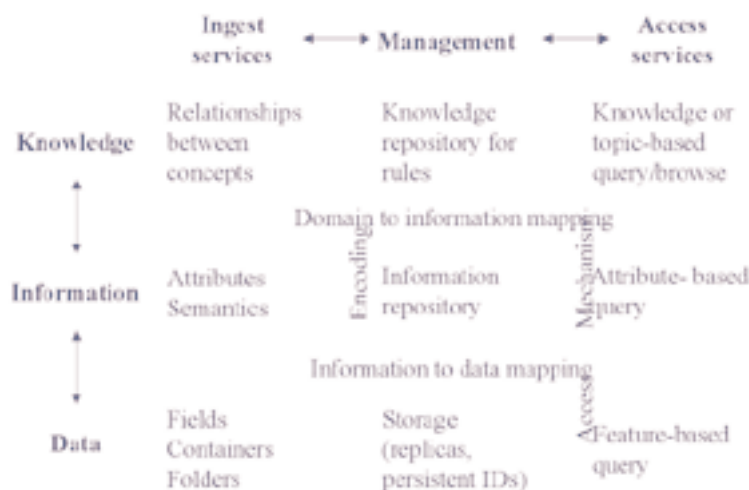 Ingest services
Management
Access services
Knowledge
Relationships
between
concepts
Knowledge
repository for
rules
Knowledge or
topic-based
query/browse
Domain to information mapping
Information
Attributes
Semantics
Encoding
Information
repository
Mechanism
Attribute- based
query
Information to data mapping
Data
Fields
Containers
Folders
Storage
(replicas,
persistent IDs)
Access
Feature-based
query